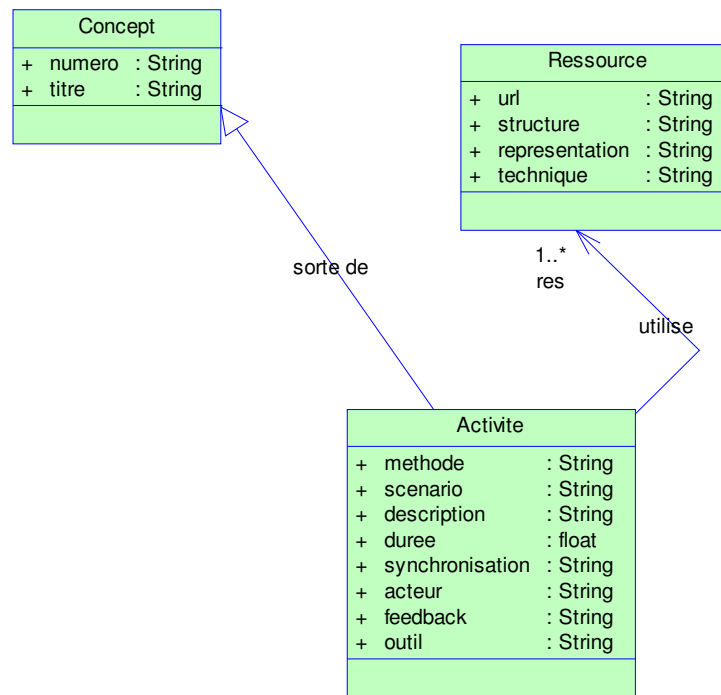 Concept
+ numero : String
+ titre : String
Ressource
+ url : String
+ structure : String
+ representation : String
+ technique : String
1..*
res
sorte de
utilise
Activite
+ methode : String
+ scenario : String
+ description : String
+ duree : float
+ synchronisation : String
+ acteur : String
+ feedback : String
+ outil : String